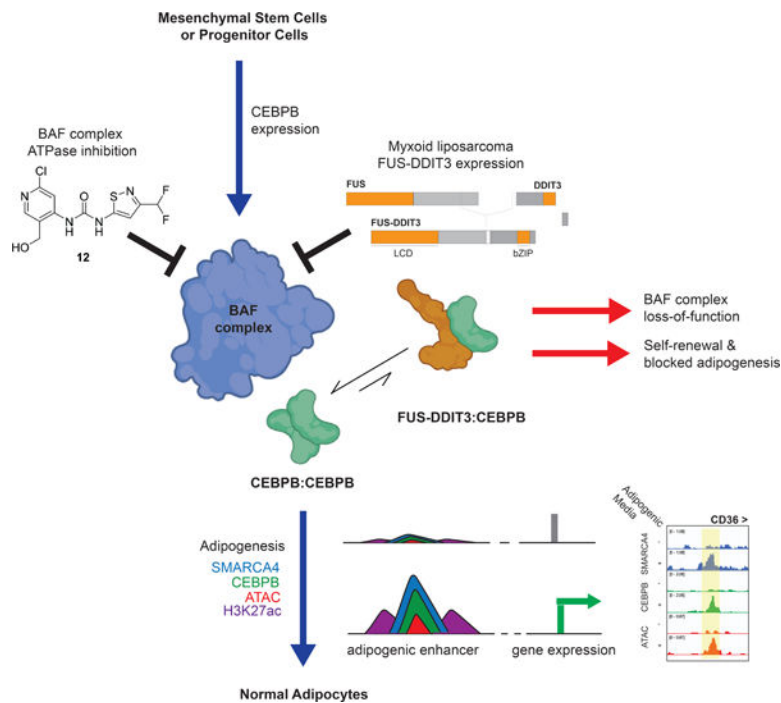 Mesenchymal Stem Cells
or Progenitor Cells
CEBPB
expression
BAF complex
ATPase inhibition
Cl
N
N
H
O
N
H
S
N
F
F
HO
12
Myxoid liposarcoma
FUS-DDIT3 expression
FUS
DDIT3
FUS-DDIT3
LCD
bZIP
BAF
complex
BAF complex
loss-of-function
Self-renewal &
blocked adipogenesis
FUS-DDIT3:CEBPB
CEBPB:CEBPB
Adipogenesis
SMARCA4
CEBPB
ATAC
H3K27ac
adipogenic enhancer
gene expression
Adipogenic
Media
CD36 >
SMARCA4
-
+
CEBPB
-
+
ATAC
-
+
Normal Adipocytes